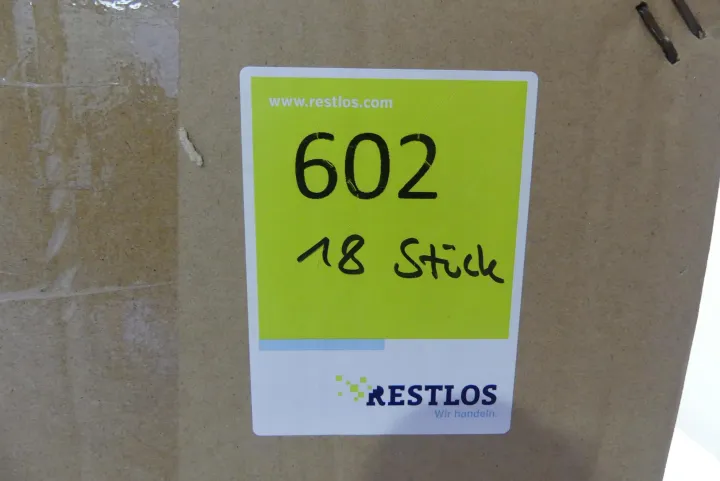 www.restlos.com
602
18 Stück
RESTLOS
Wir handeln